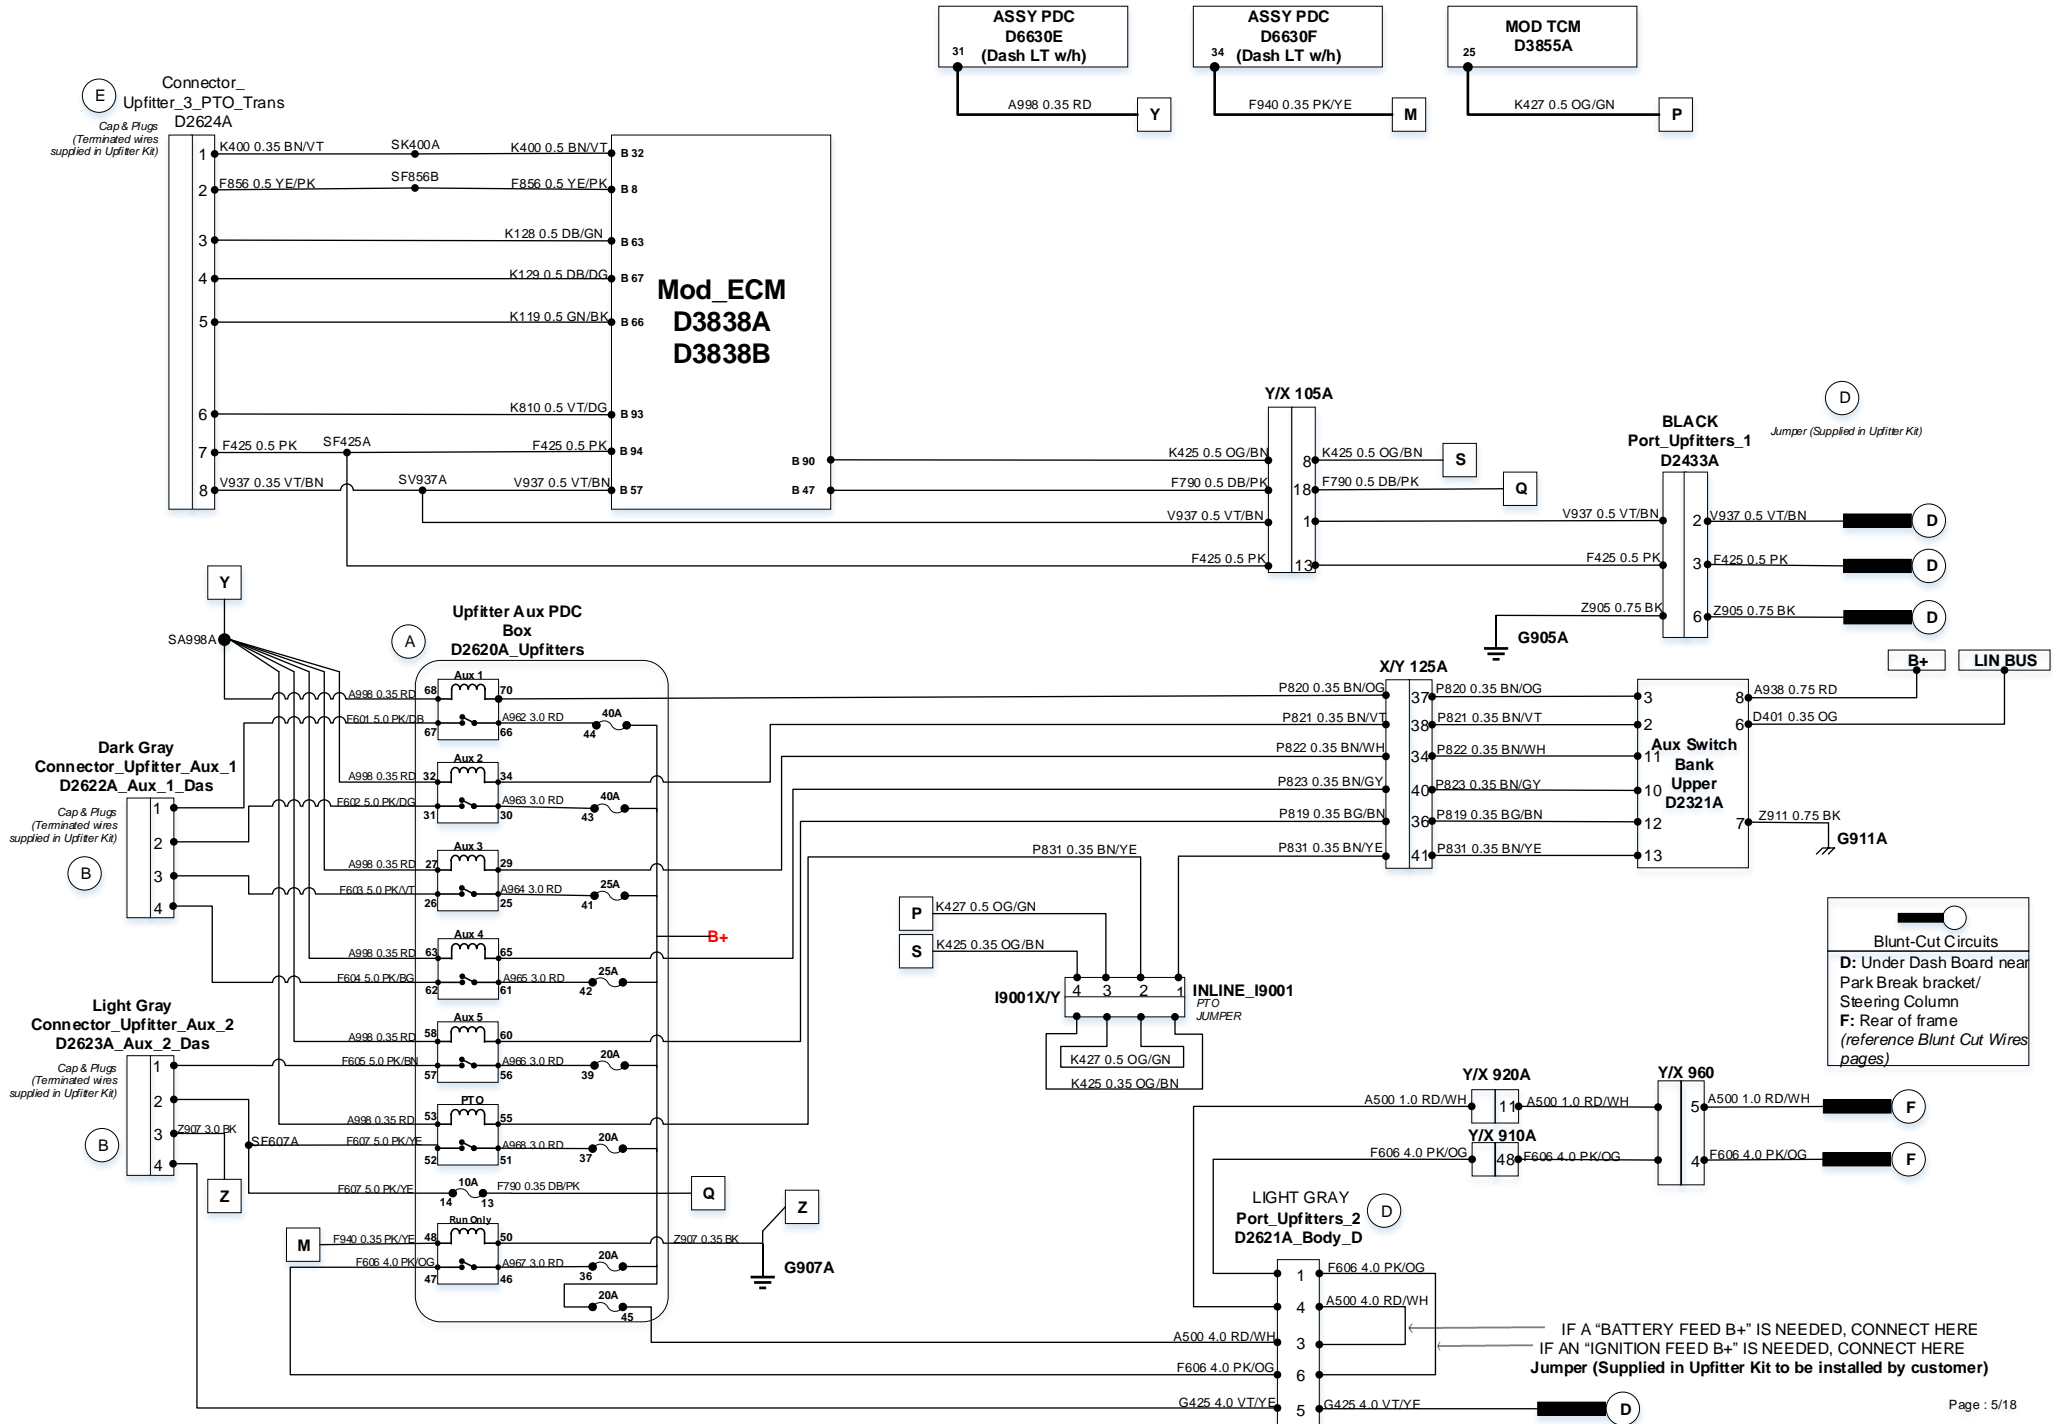 ASSY PDC
D6630E
(Dash LT w/h)
31
A998 0.35 RD
Y
ASSY PDC
D6630F
(Dash LT w/h)
34
F940 0.35 PK/YE
M
MOD TCM
D3855A
25
K427 0.5 OG/GN
P
E
Connector_
Upfitter_3_PTO_Trans
D2624A
Cap & Plugs
(Terminated wires
supplied in Upfitter Kit)
1 K400 0.35 BN/VT SK400A K400 0.5 BN/VT B 32
2 F856 0.5 YE/PK SF856B F856 0.5 YE/PK B 8
3 K128 0.5 DB/GN B 63
4 K129 0.5 DB/DG B 67
5 K119 0.5 GN/BK B 66
6 K810 0.5 VT/DG B 93
7 F425 0.5 PK SF425A F425 0.5 PK B 94
8 V937 0.35 VT/BN SV937A V937 0.5 VT/BN B 57
Mod_ECM
D3838A
D3838B
B 90
B 47
Y/X 105A
K425 0.5 OG/BN 8 K425 0.5 OG/BN S
F790 0.5 DB/PK 18 F790 0.5 DB/PK Q
V937 0.5 VT/BN 1 V937 0.5 VT/BN
F425 0.5 PK 13 F425 0.5 PK
BLACK
Port_Upfitters_1
D2433A
D
Jumper (Supplied in Upfitter Kit)
2 V937 0.5 VT/BN D
3 F425 0.5 PK D
Z905 0.75 BK 6 Z905 0.75 BK D
G905A
Y
SA998A
Upfitter Aux PDC
Box
D2620A_Upfitters
A
Aux 1
A998 0.35 RD 68 70
F601 5.0 PK/DB 67 66 A962 3.0 RD 44 40A
Aux 2
A998 0.35 RD 32 34
F602 5.0 PK/DG 31 30 A963 3.0 RD 43 40A
Aux 3
A998 0.35 RD 27 29
F603 5.0 PK/VT 26 25 A964 3.0 RD 41 25A
Aux 4
A998 0.35 RD 63 65
F604 5.0 PK/BG 62 61 A965 3.0 RD 42 25A
Aux 5
A998 0.35 RD 58 60
F605 5.0 PK/BN 57 56 A966 3.0 RD 39 20A
PTO
A998 0.35 RD 53 55
F607 5.0 PK/YE 52 51 A968 3.0 RD 37 20A
F607 5.0 PK/YE 14 10A 13 F790 0.35 DB/PK Q
Run Only
M F940 0.35 PK/YE 48 50 Z907 0.35 BK
F606 4.0 PK/OG 47 46 A967 3.0 RD 36 20A
20A
45
B+
Z
G907A
Dark Gray
Connector_Upfitter_Aux_1
D2622A_Aux_1_Das
Cap & Plugs
(Terminated wires
supplied in Upfitter Kit)
B
1
2
3
4
Light Gray
Connector_Upfitter_Aux_2
D2623A_Aux_2_Das
Cap & Plugs
(Terminated wires
supplied in Upfitter Kit)
B
1
2
3 Z907 3.0 BK
4
SF607A
Z
X/Y 125A
P820 0.35 BN/OG 37 P820 0.35 BN/OG 3
P821 0.35 BN/VT 38 P821 0.35 BN/VT 2
P822 0.35 BN/WH 34 P822 0.35 BN/WH 11
P823 0.35 BN/GY 40 P823 0.35 BN/GY 10
P819 0.35 BG/BN 36 P819 0.35 BG/BN 12
P831 0.35 BN/YE 41 P831 0.35 BN/YE 13
Aux Switch
Bank
Upper
D2321A
B+
LIN BUS
8 A938 0.75 RD
6 D401 0.35 OG
7 Z911 0.75 BK
G911A
P831 0.35 BN/YE
P K427 0.5 OG/GN
S K425 0.35 OG/BN
I9001X/Y
4 3 2 1
INLINE_I9001
PTO
JUMPER
K427 0.5 OG/GN
K425 0.35 OG/BN
Blunt-Cut Circuits
D: Under Dash Board near
Park Break bracket/
Steering Column
F: Rear of frame
(reference Blunt Cut Wires
pages)
Y/X 920A
Y/X 960
A500 1.0 RD/WH 11 A500 1.0 RD/WH 5 A500 1.0 RD/WH F
Y/X 910A
F606 4.0 PK/OG 48 F606 4.0 PK/OG 4 F606 4.0 PK/OG F
LIGHT GRAY
Port_Upfitters_2
D2621A_Body_D
D
1 F606 4.0 PK/OG
4 A500 4.0 RD/WH
A500 4.0 RD/WH 3
F606 4.0 PK/OG 6
G425 4.0 VT/YE 5 G425 4.0 VT/YE D
IF A “BATTERY FEED B+” IS NEEDED, CONNECT HERE
IF AN “IGNITION FEED B+” IS NEEDED, CONNECT HERE
Jumper (Supplied in Upfitter Kit to be installed by customer)
Page : 5/18